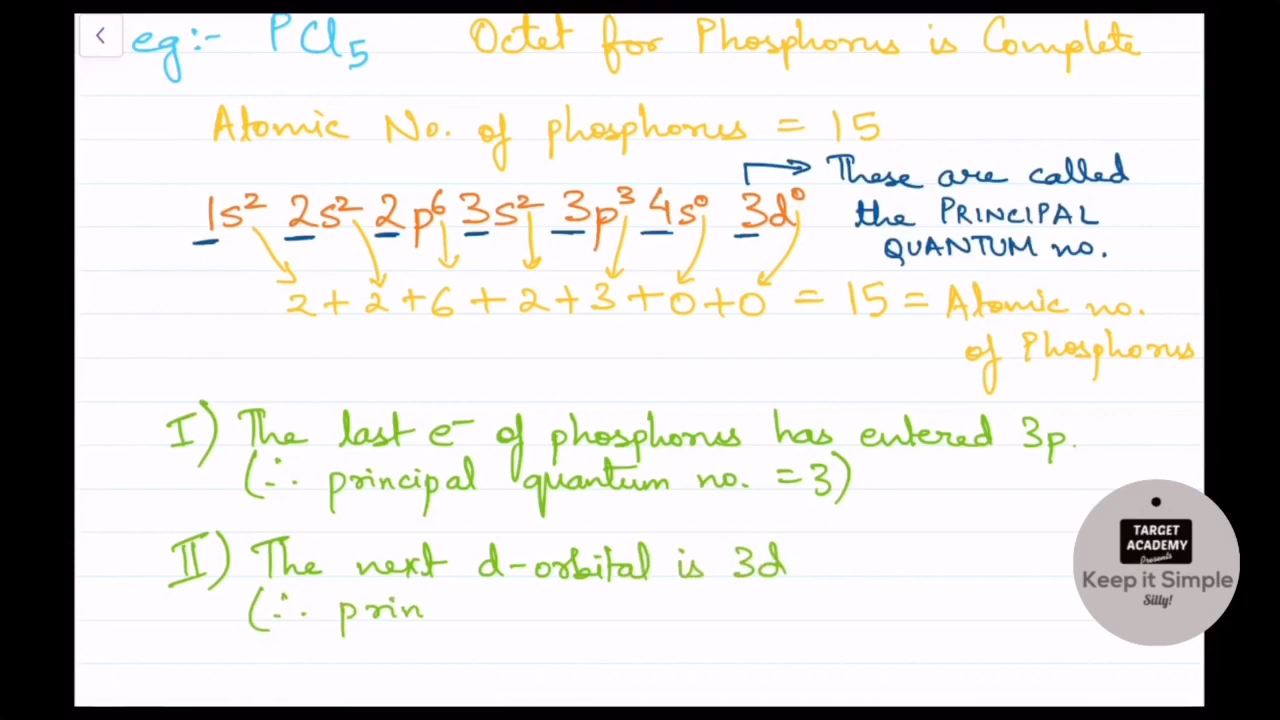 eg:- PCl5 Octet for Phosphorus is Complete
Atomic No. of phosphorus = 15
These are called
1s² 2s² 2p⁶ 3s² 3p³ 4s⁰ 3d⁰ the PRINCIPAL
QUANTUM no.
2+2+6+2+3+0+0 = 15 = Atomic no.
of Phosphorus
I) The last e⁻ of phosphorus has entered 3p.
(∴ principal quantum no. = 3)
II) The next d-orbital is 3d
(∴ prin
TARGET
ACADEMY
Presents
Keep it Simple
Silly!